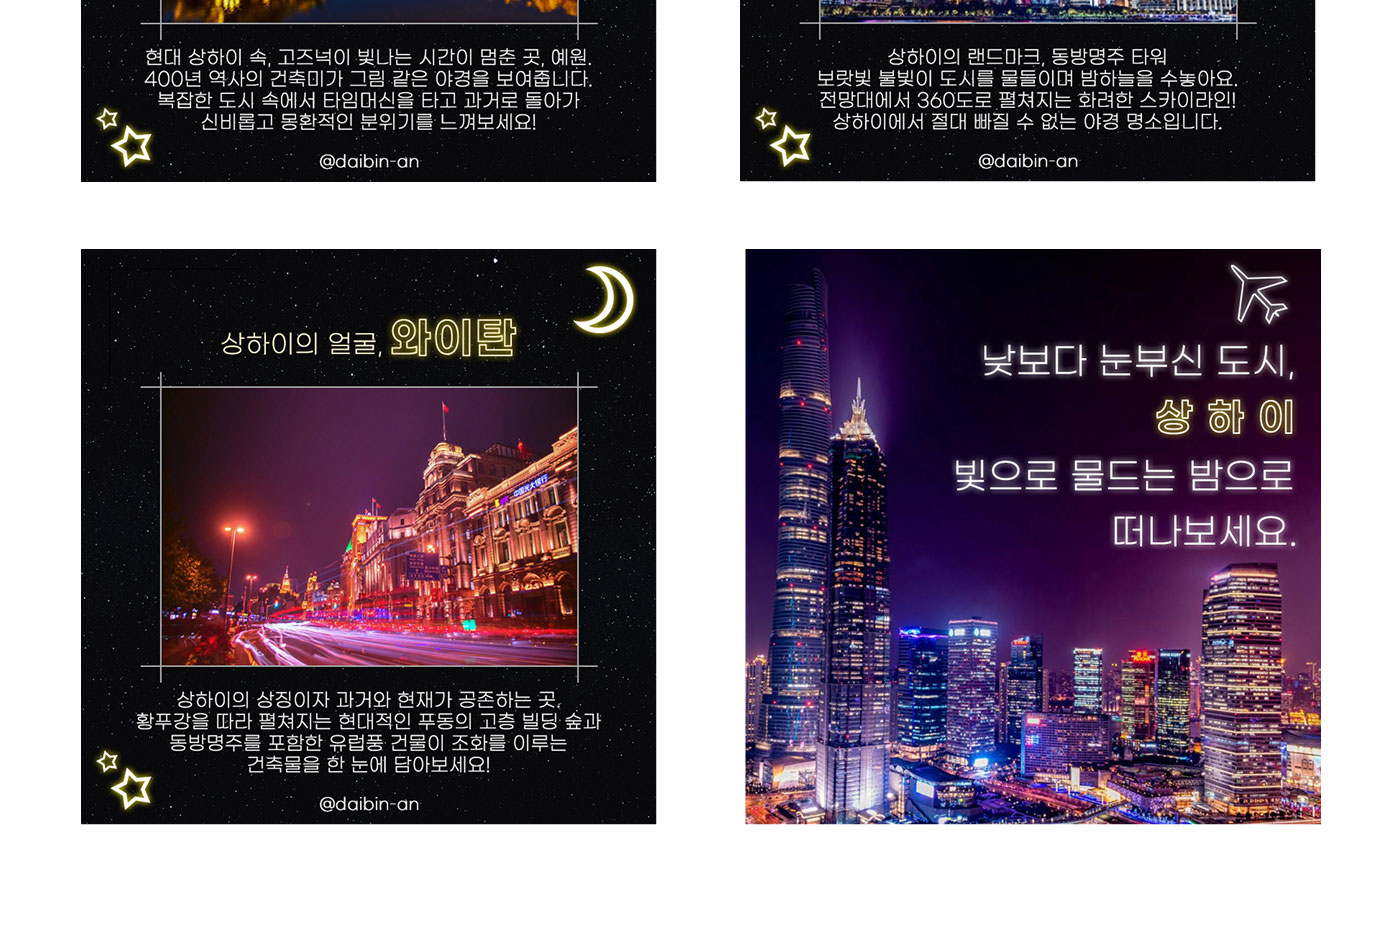 현대 상하이 속, 고즈넉이 빛나는 시간이 멈춘 곳, 예원.
400년 역사의 건축미가 그림 같은 야경을 보여줍니다.
복잡한 도시 속에서 타임머신을 타고 과거로 돌아가
신비롭고 몽환적인 분위기를 느껴보세요!
@daibin-an
상하이의 랜드마크, 동방명주 타워
보랏빛 불빛이 도시를 물들이며 밤하늘을 수놓아요.
전망대에서 360도로 펼쳐지는 화려한 스카이라인!
상하이에서 절대 빠질 수 없는 야경 명소입니다.
@daibin-an
상하이의 얼굴, 와이탄
中国光大银行
상하이의 상징이자 과거와 현재가 공존하는 곳.
황푸강을 따라 펼쳐지는 현대적인 푸동의 고층 빌딩 숲과
동방명주를 포함한 유럽풍 건물이 조화를 이루는
건축물을 한 눈에 담아보세요!
@daibin-an
낮보다 눈부신 도시,
상 하 이
빛으로 물드는 밤으로
떠나보세요.